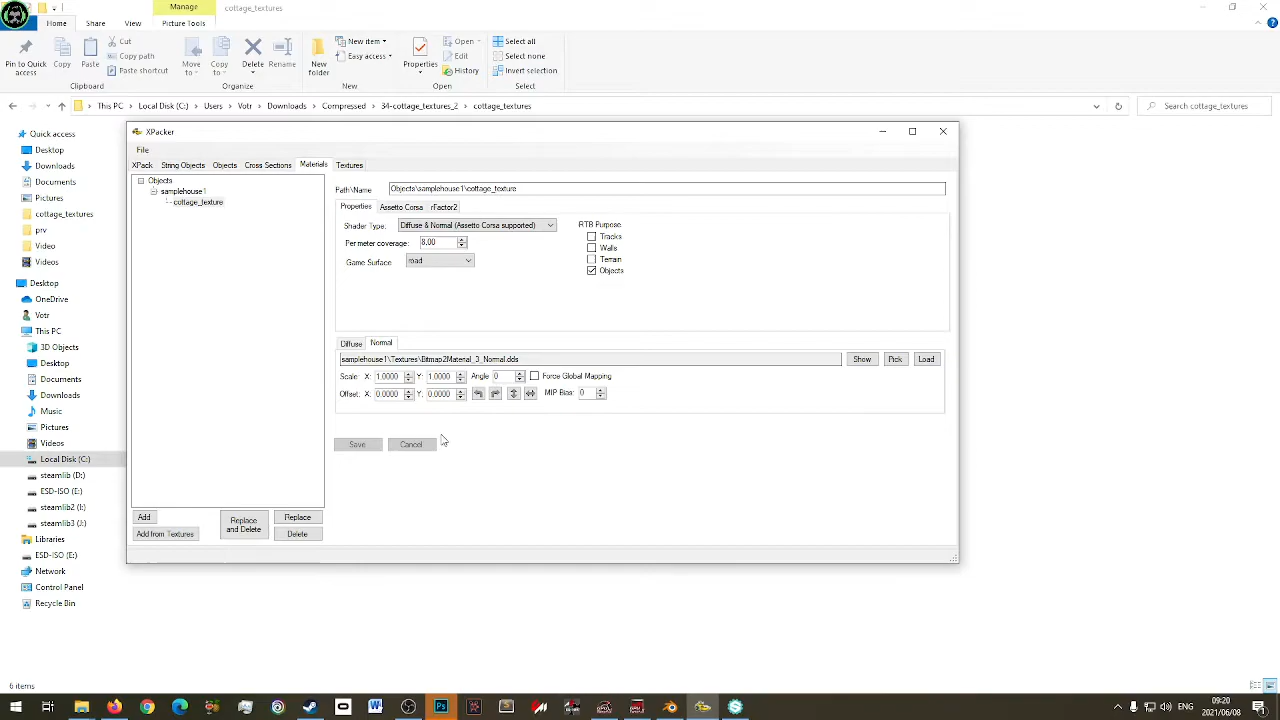 Manage
cottage_textures
Home
Share
View
Picture Tools
Pin to Quick access
Copy
Paste
Cut
Copy path
Paste shortcut
Move to
Copy to
Delete
Rename
New folder
New item
Easy access
Properties
Open
Edit
History
Select all
Select none
Invert selection
Clipboard
Organize
New
Open
Select
This PC
Local Disk (C:)
Users
Votr
Downloads
Compressed
34-cottage_textures_2
cottage_textures
Search cottage_textures
Quick access
Desktop
Downloads
Documents
Pictures
cottage_textures
prv
Video
Videos
Desktop
OneDrive
Votr
This PC
3D Objects
Desktop
Documents
Downloads
Music
Pictures
Videos
Local Disk (C:)
steamlib (D:)
ESD-ISO (E:)
steamlib2 (I:)
steamlib3 (J:)
Libraries
ESD-ISO (E:)
Network
Control Panel
Recycle Bin
XPacker
File
XPack
String Objects
Objects
Cross Sections
Materials
Textures
Objects
samplehouse1
cottage_texture
Path\Name
Objects\samplehouse1\cottage_texture
Properties
Assetto Corsa
rFactor2
Shader Type:
Diffuse & Normal (Assetto Corsa supported)
Per meter coverage:
8.00
Game Surface:
road
RTB Purpose:
Tracks
Walls
Terrain
Objects
Diffuse
Normal
samplehouse1\Textures\Bitmap2Material_3_Normal.dds
Show
Pick
Load
Scale: X: 1.0000 Y: 1.0000 Angle 0 Force Global Mapping
Offset: X: 0.0000 Y: 0.0000 MIP Bias: 0
Save
Cancel
Add
Add from Textures
Replace and Delete
Replace
Delete
6 items
ENG
09:20
2021/06/08